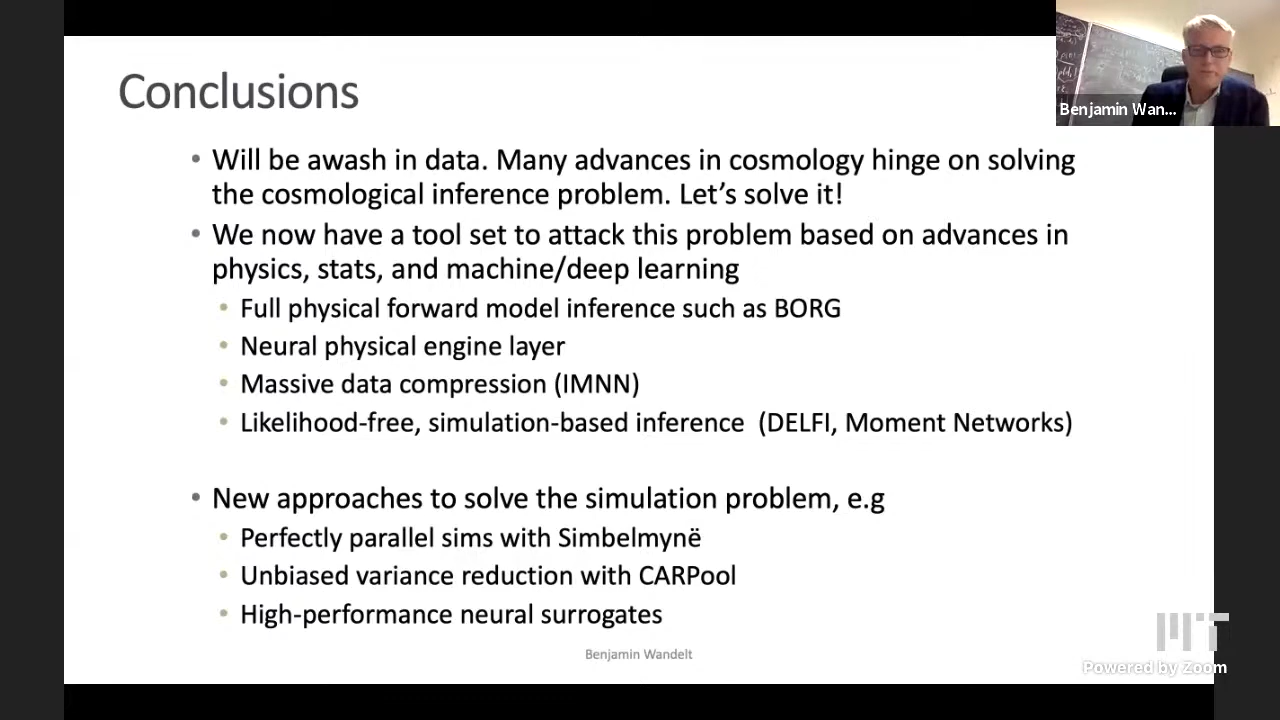 Conclusions
Benjamin Wan...
• Will be awash in data. Many advances in cosmology hinge on solving
the cosmological inference problem. Let's solve it!
• We now have a tool set to attack this problem based on advances in
physics, stats, and machine/deep learning
• Full physical forward model inference such as BORG
• Neural physical engine layer
• Massive data compression (IMNN)
• Likelihood-free, simulation-based inference (DELFI, Moment Networks)
• New approaches to solve the simulation problem, e.g
• Perfectly parallel sims with Simbelmynë
• Unbiased variance reduction with CARPool
• High-performance neural surrogates
Benjamin Wandelt
MIT
Powered by Zoom